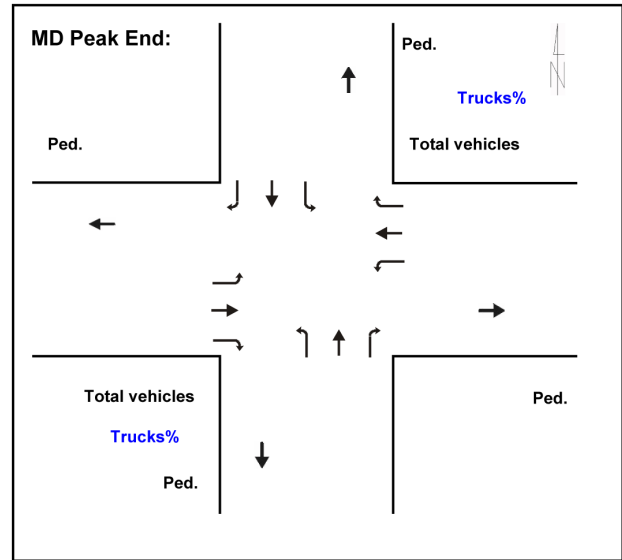 MD Peak End:
Ped.
N
Trucks%
Ped.
Total vehicles
Total vehicles
Ped.
Trucks%
Ped.